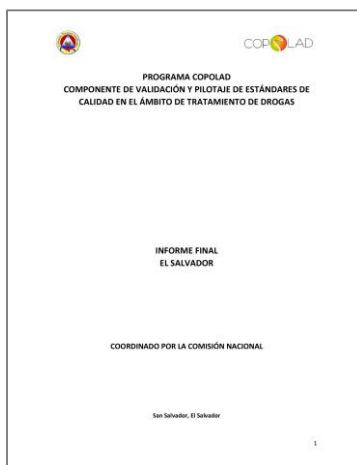 COPOLAD
PROGRAMA COPOLAD
COMPONENTE DE VALIDACIÓN Y PILOTAJE DE ESTÁNDARES DE
CALIDAD EN EL ÁMBITO DE TRATAMIENTO DE DROGAS
INFORME FINAL
EL SALVADOR
COORDINADO POR LA COMISIÓN NACIONAL
San Salvador, El Salvador
1